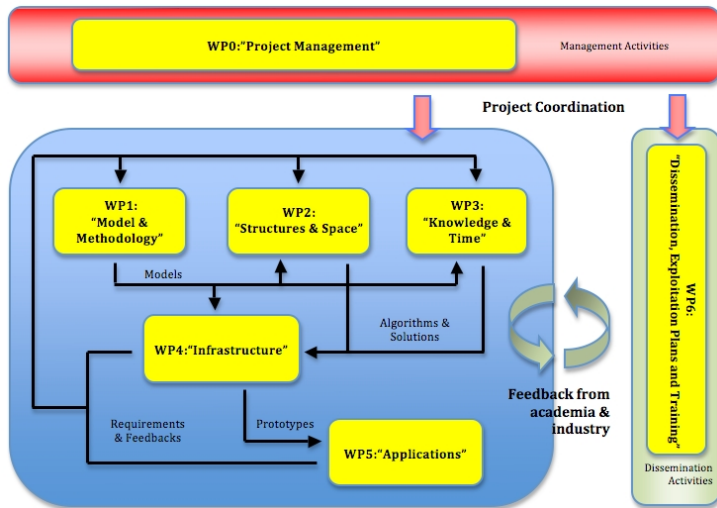 WP0:“Project Management”
Management Activities
Project Coordination
WP1:
“Model &
Methodology”
WP2:
“Structures & Space”
WP3:
“Knowledge &
Time”
Models
Algorithms &
Solutions
WP4:“Infrastructure”
Requirements
& Feedbacks
Prototypes
WP5:“Applications”
Feedback from
academia &
industry
WP6:
“Dissemination, Exploitation Plans and Training”
Dissemination
Activities